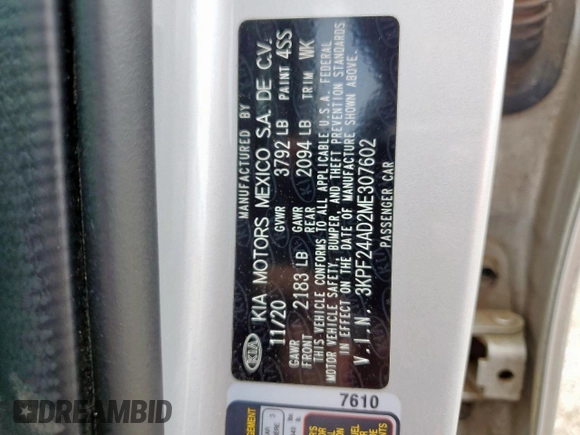 MANUFACTURED BY
KIA KIA MOTORS MEXICO S.A. DE C.V.
11/20 GVWR 3792 LB PAINT 4SS
GAWR FRONT 2183 LB GAWR REAR 2094 LB TRIM WK
THIS VEHICLE CONFORMS TO ALL APPLICABLE U.S.A. FEDERAL
MOTOR VEHICLE SAFETY, BUMPER, AND THEFT PREVENTION STANDARDS
IN EFFECT ON THE DATE OF MANUFACTURE SHOWN ABOVE.
V.I.N. 3KPF24AD2ME307602
PASSENGER CAR
7610
DREAMBID